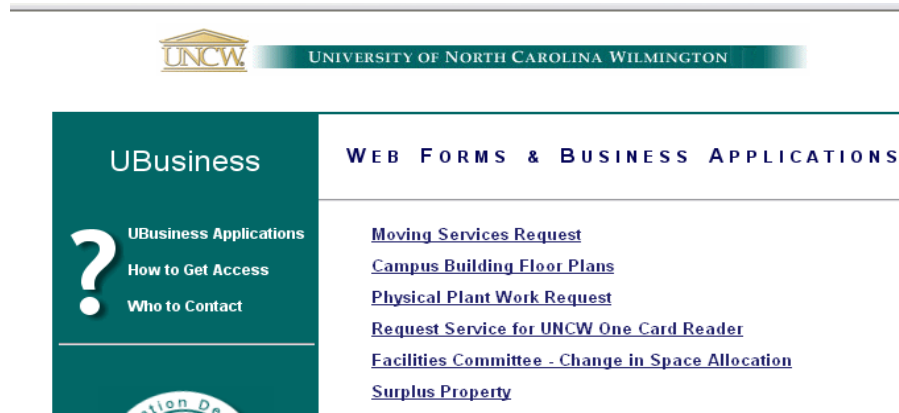 UNCW
UNIVERSITY OF NORTH CAROLINA WILMINGTON
UBusiness
WEB FORMS & BUSINESS APPLICATIONS
?
UBusiness Applications
How to Get Access
Who to Contact
Moving Services Request
Campus Building Floor Plans
Physical Plant Work Request
Request Service for UNCW One Card Reader
Facilities Committee - Change in Space Allocation
Surplus Property